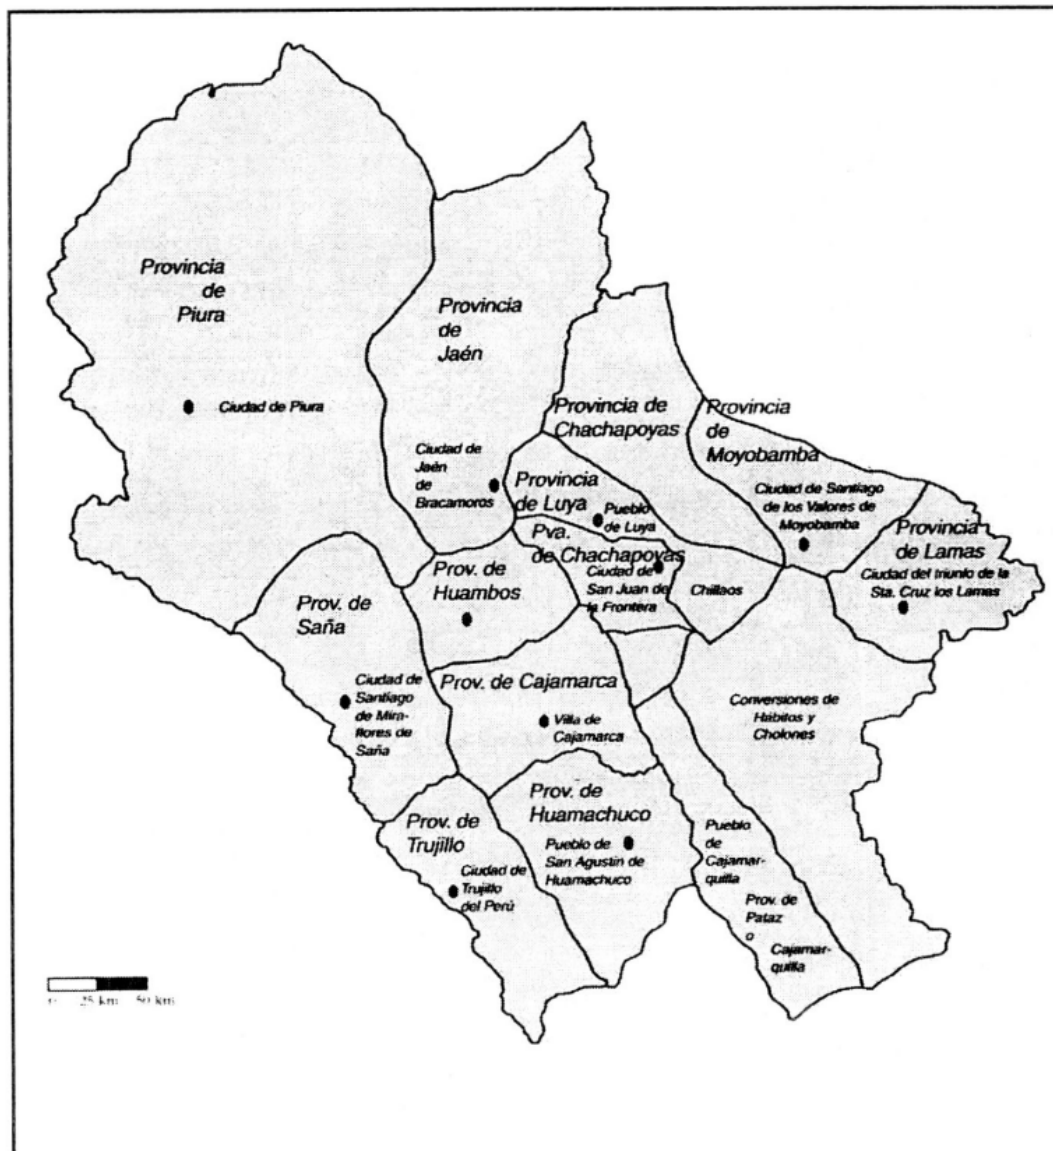 Provincia
de
Piura
Ciudad de Piura
Provincia
de
Jaén
Ciudad de
Jaén
de
Bracamoros
Provincia de
Chachapoyas
Provincia
de
Moyobamba
Ciudad de Santiago
de los Valores de
Moyobamba
Provincia
de Luya
Pueblo
de Luya
Pva.
de Chachapoyas
Ciudad de
San Juan de
la Frontera
Chillaos
Provincia
de Lamas
Ciudad del triunfo de la
Sta. Cruz los Lamas
Prov. de
Huambos
Prov. de
Saña
Ciudad de
Santiago
de Mira-
flores de
Saña
Prov. de Cajamarca
Villa de
Cajamarca
Conversiones de
Habitos y
Cholones
Prov. de
Huamachuco
Pueblo de
San Agustin de
Huamachuco
Prov. de
Trujillo
Ciudad de
Trujillo
del Perú
Pueblo
de
Cajamar-
quilla
Prov. de
Pataz
o
Cajamar-
quilla
0 25 km 50 km